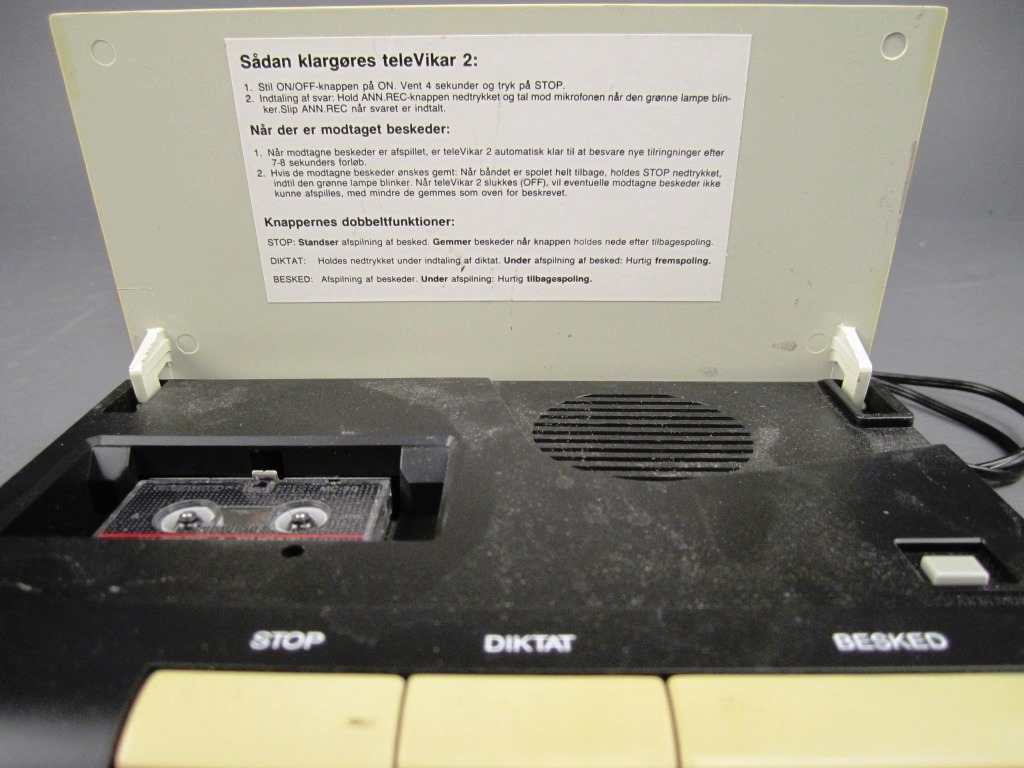 Sådan klargøres teleVikar 2:
1. Stil ON/OFF-knappen på ON. Vent 4 sekunder og tryk på STOP.
2. Indtaling af svar: Hold ANN.REC-knappen nedtrykket og tal mod mikrofonen når den grønne lampe blin-
ker.Slip ANN.REC når svaret er indtalt.
Når der er modtaget beskeder:
1. Når modtagne beskeder er afspillet, er teleVikar 2 automatisk klar til at besvare nye tilringninger efter
7-8 sekunders forløb.
2. Hvis de modtagne beskeder ønskes gemt: Når båndet er spolet helt tilbage, holdes STOP nedtrykket,
indtil den grønne lampe blinker. Når teleVikar 2 slukkes (OFF), vil eventuelle modtagne beskeder ikke
kunne afspilles, med mindre de gemmes som oven for beskrevet.
Knappernes dobbeltfunktioner:
STOP: Standser afspilning af besked. Gemmer beskeder når knappen holdes nede efter tilbagespoling.
DIKTAT: Holdes nedtrykket under indtaling af diktat. Under afspilning af besked: Hurtig fremspoling.
BESKED: Afspilning af beskeder. Under afspilning: Hurtig tilbagespoling.
STOP DIKTAT BESKED